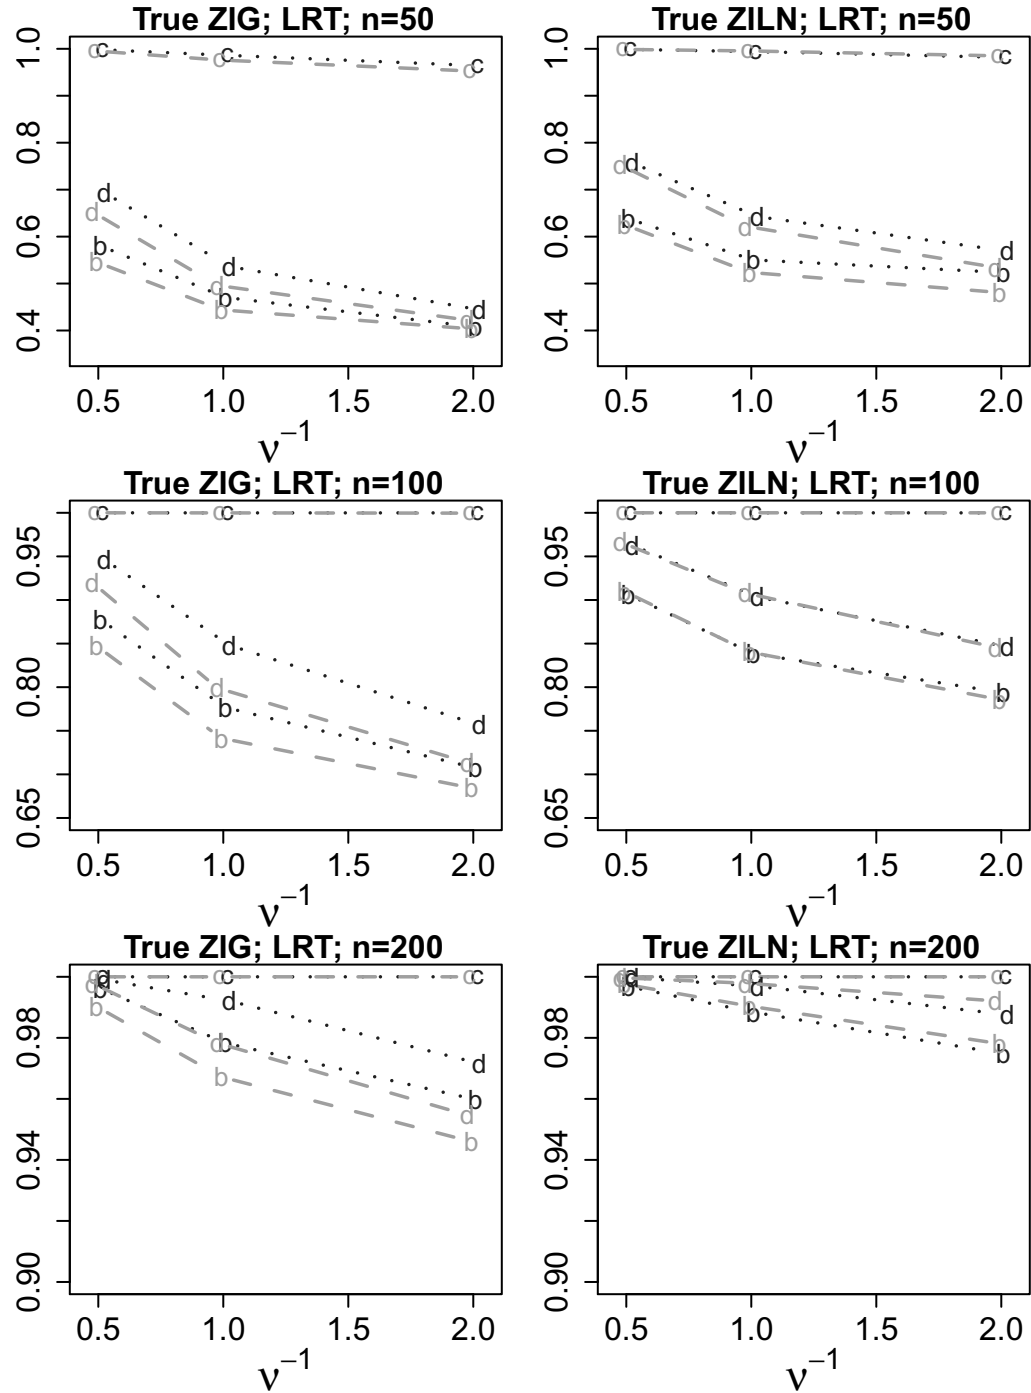 True ZIG; LRT; n=50
1.0
0.8
0.6
0.4
c c c c c c
d d d d d d
b b b b b b
0.5 1.0 1.5 2.0
ν−1
True ZILN; LRT; n=50
1.0
0.8
0.6
0.4
c c c c c c
d d d d d d
b b b b b b
0.5 1.0 1.5 2.0
ν−1
True ZIG; LRT; n=100
0.95
0.80
0.65
c c c c c c
d d d d d d
b b b b b b
0.5 1.0 1.5 2.0
ν−1
True ZILN; LRT; n=100
0.95
0.80
0.65
c c c c c c
d d d d d d
b b b b b b
0.5 1.0 1.5 2.0
ν−1
True ZIG; LRT; n=200
0.98
0.94
0.90
c c c c c c
d d d d d d
b b b b b b
0.5 1.0 1.5 2.0
ν−1
True ZILN; LRT; n=200
0.98
0.94
0.90
c c c c c c
d d d d d d
b b b b b b
0.5 1.0 1.5 2.0
ν−1